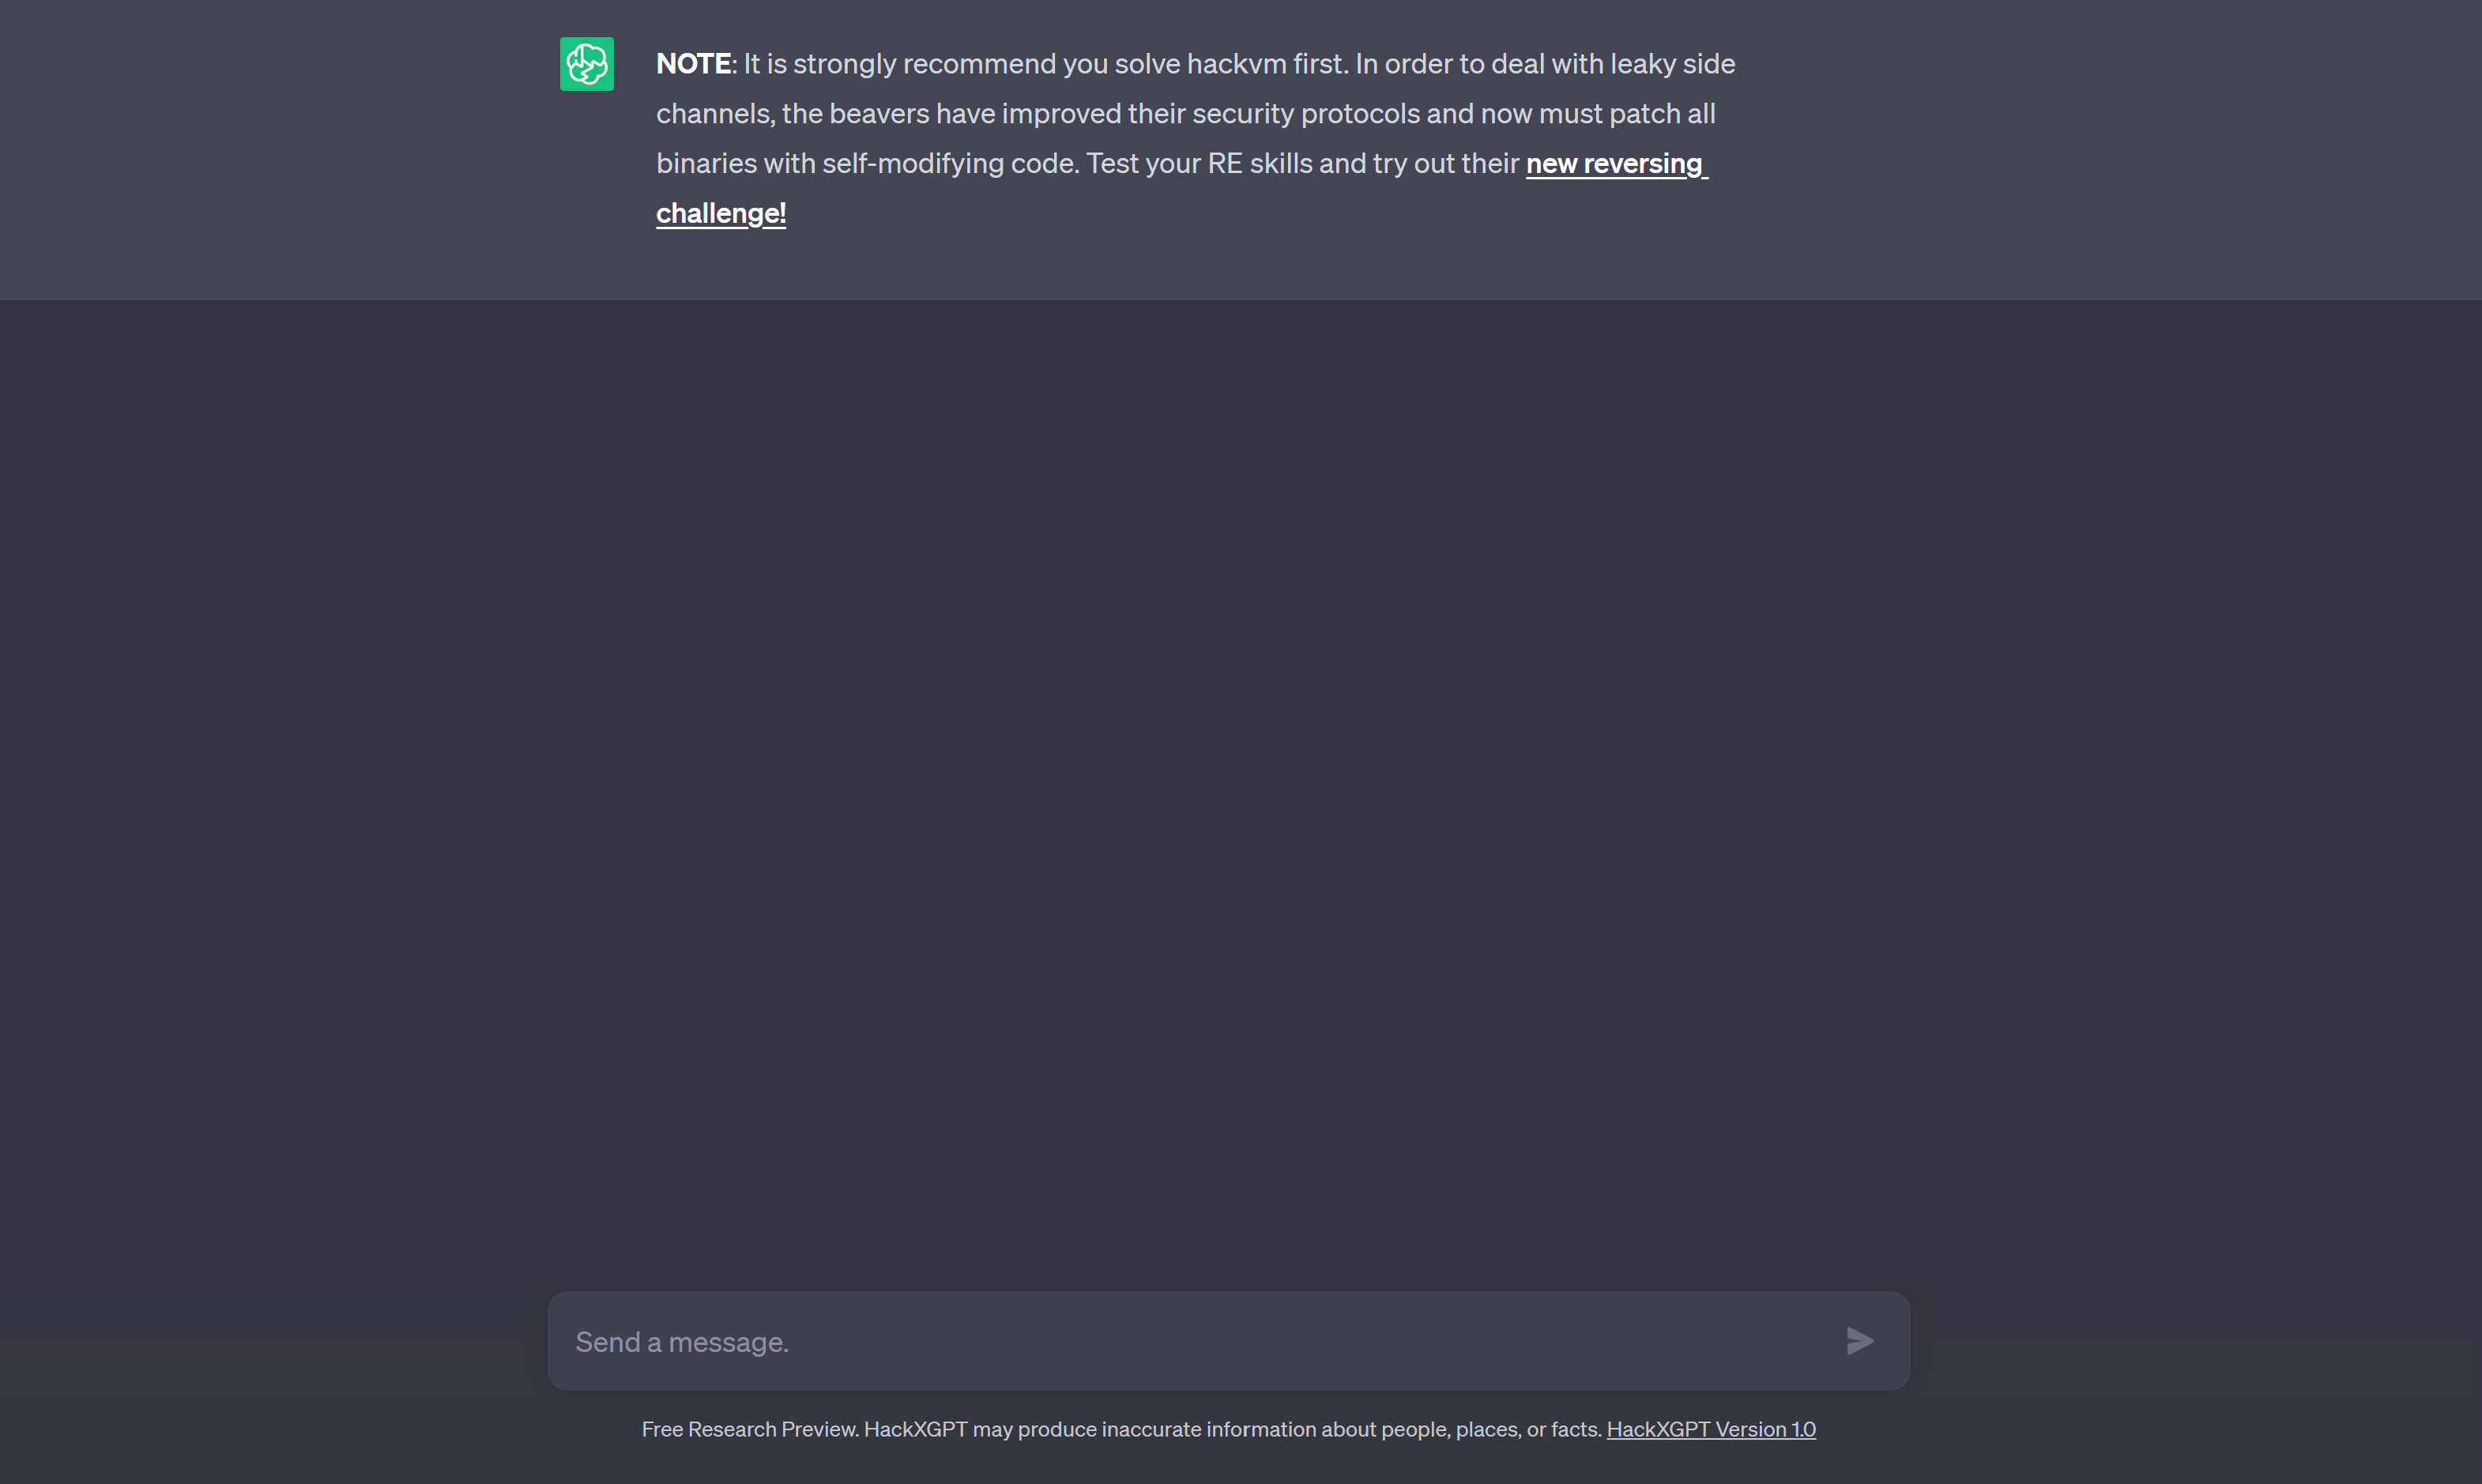 NOTE: It is strongly recommend you solve hackvm first. In order to deal with leaky side
channels, the beavers have improved their security protocols and now must patch all
binaries with self-modifying code. Test your RE skills and try out their new reversing
challenge!
Send a message.
Free Research Preview. HackXGPT may produce inaccurate information about people, places, or facts. HackXGPT Version 1.0